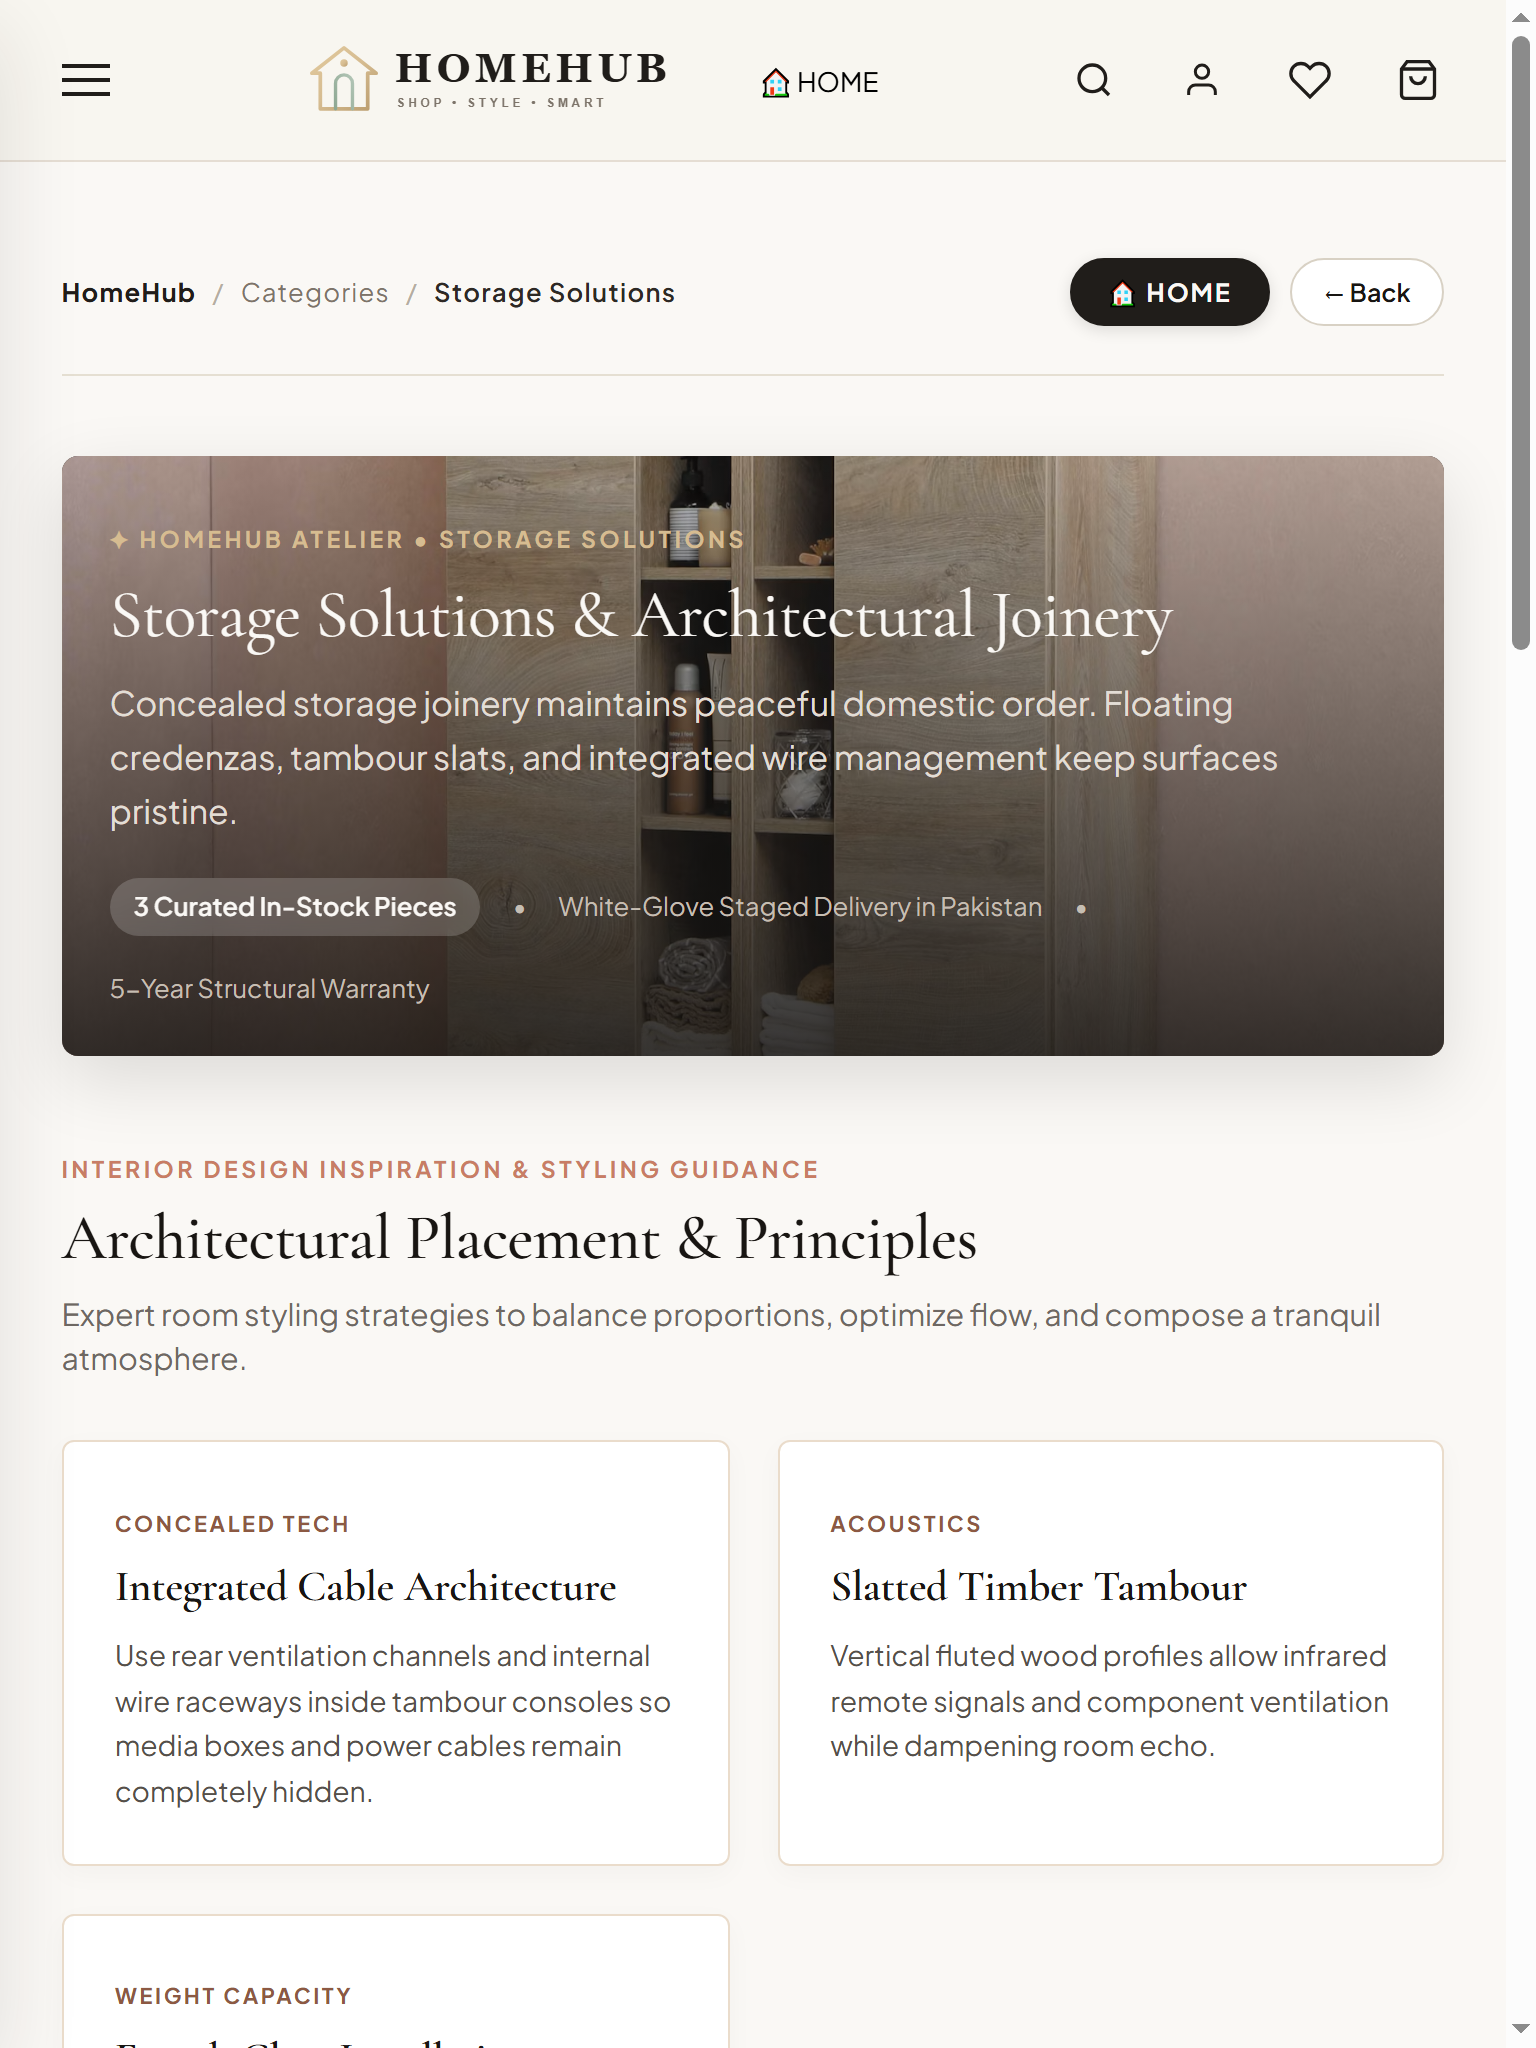 HOMEHUB
SHOP • STYLE • SMART
HOME
HomeHub / Categories / Storage Solutions
HOME
← Back
✦ HOMEHUB ATELIER • STORAGE SOLUTIONS
Storage Solutions & Architectural Joinery
Concealed storage joinery maintains peaceful domestic order. Floating
credenzas, tambour slats, and integrated wire management keep surfaces
pristine.
3 Curated In-Stock Pieces • White-Glove Staged Delivery in Pakistan •
5-Year Structural Warranty
INTERIOR DESIGN INSPIRATION & STYLING GUIDANCE
Architectural Placement & Principles
Expert room styling strategies to balance proportions, optimize flow, and compose a tranquil
atmosphere.
CONCEALED TECH
Integrated Cable Architecture
Use rear ventilation channels and internal
wire raceways inside tambour consoles so
media boxes and power cables remain
completely hidden.
ACOUSTICS
Slatted Timber Tambour
Vertical fluted wood profiles allow infrared
remote signals and component ventilation
while dampening room echo.
WEIGHT CAPACITY